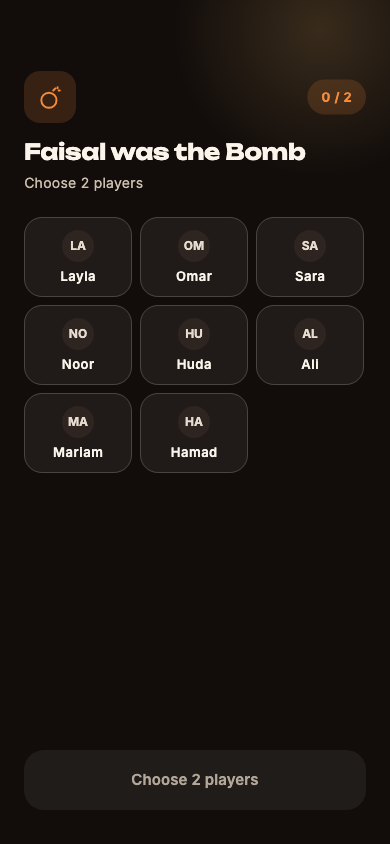 0 / 2
Faisal was the Bomb
Choose 2 players
LA
OM
SA
Layla
Omar
Sara
NO
HU
AL
Noor
Huda
Ali
MA
HA
Mariam
Hamad
Choose 2 players